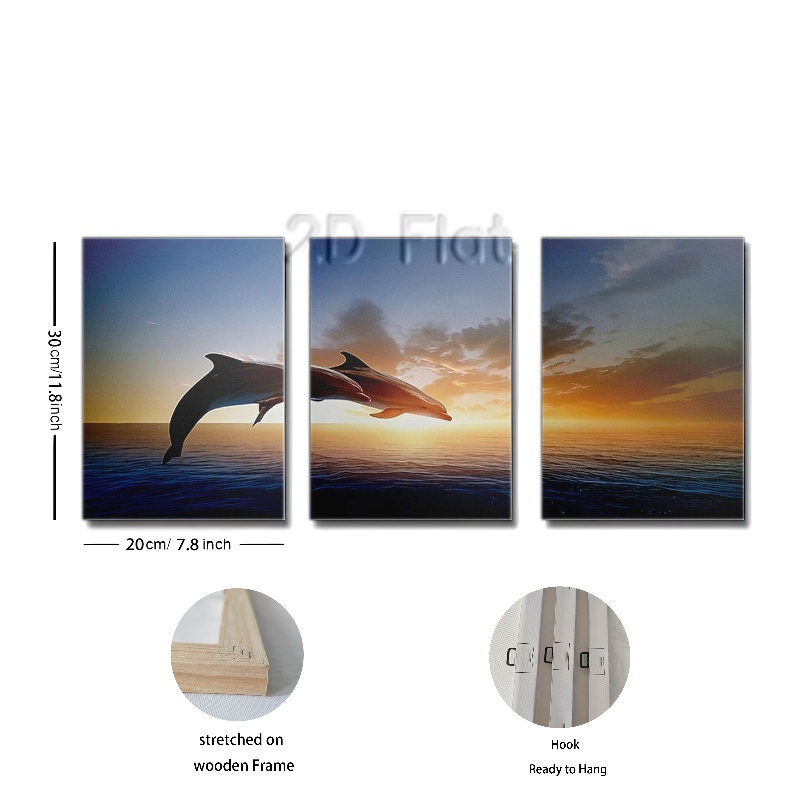 2D Flat
30cm/11.8inch
20cm/ 7.8 inch
stretched on
wooden Frame
Hook
Ready to Hang